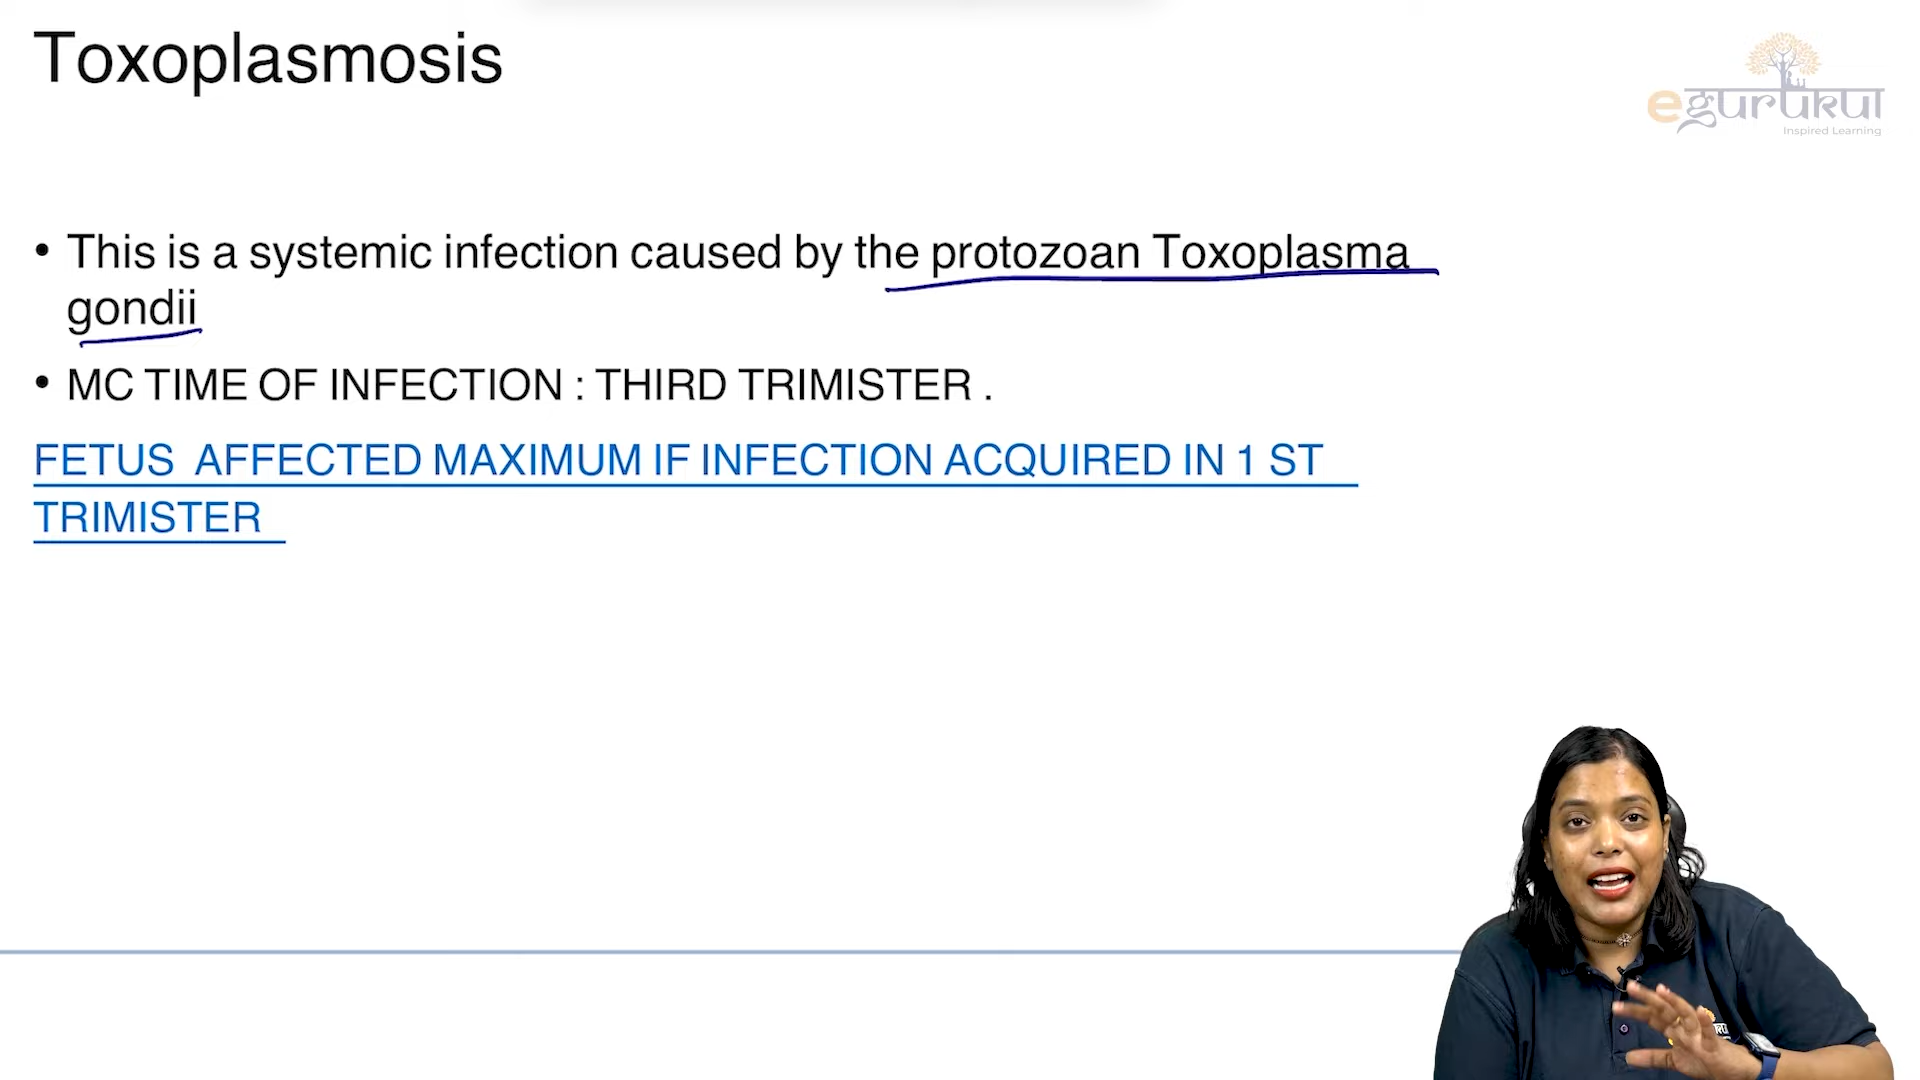 Toxoplasmosis
egurukul
Inspired Learning
• This is a systemic infection caused by the protozoan Toxoplasma
gondii
• MC TIME OF INFECTION : THIRD TRIMISTER .
FETUS AFFECTED MAXIMUM IF INFECTION ACQUIRED IN 1 ST
TRIMISTER